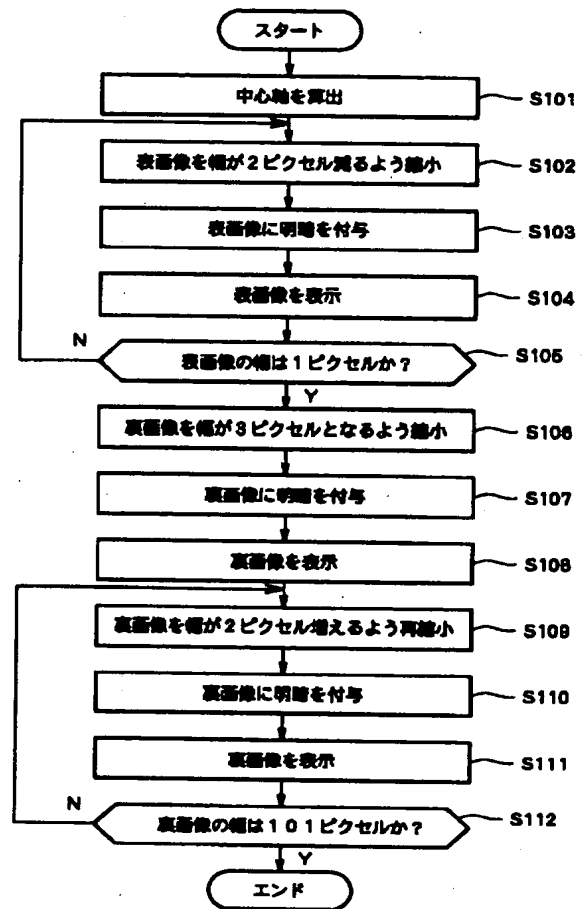 スタート
中心軸を算出
S101
表画像を幅が2ピクセル減るよう縮小
S102
表画像に明暗を付与
S103
表画像を表示
S104
N
表画像の幅は1ピクセルか?
S105
Y
裏画像を幅が3ピクセルとなるよう縮小
S106
裏画像に明暗を付与
S107
裏画像を表示
S108
裏画像を幅が2ピクセル増えるよう再縮小
S109
裏画像に明暗を付与
S110
裏画像を表示
S111
N
裏画像の幅は101ピクセルか?
S112
Y
エンド